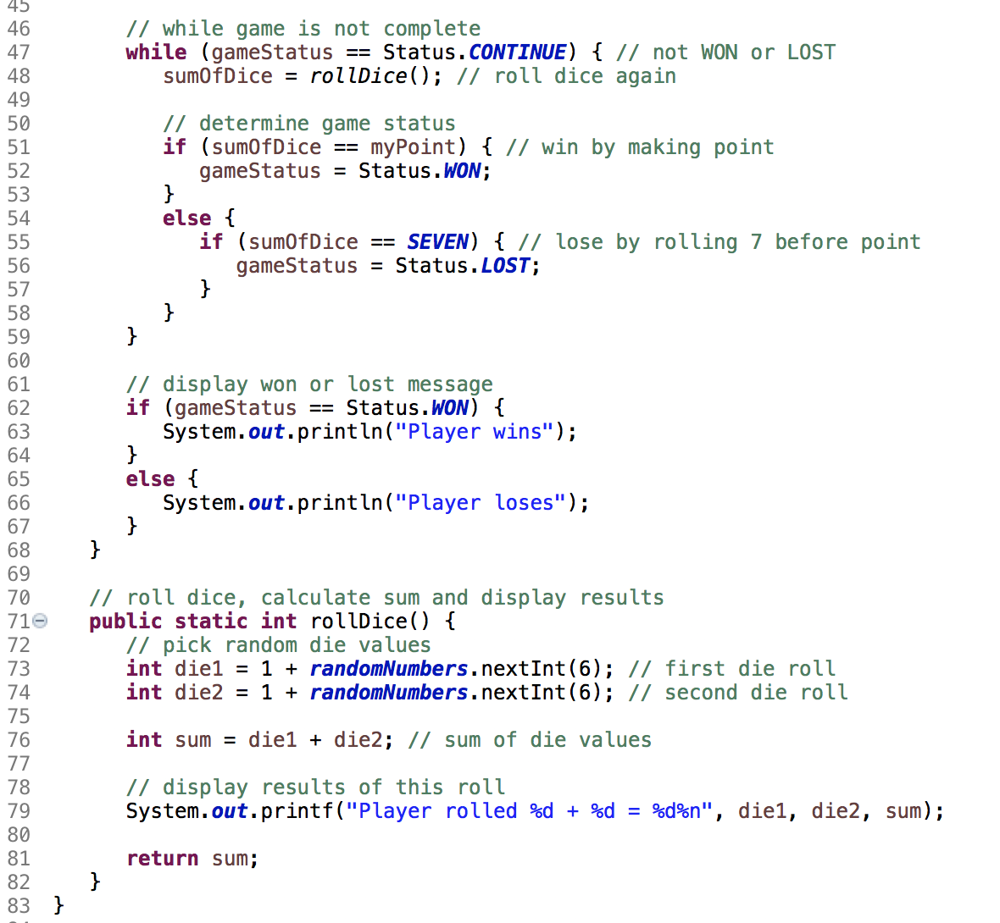 45
46 // while game is not complete
47 while (gameStatus == Status.CONTINUE) { // not WON or LOST
48 sumOfDice = rollDice(); // roll dice again
49
50 // determine game status
51 if (sumOfDice == myPoint) { // win by making point
52 gameStatus = Status.WON;
53 }
54 else {
55 if (sumOfDice == SEVEN) { // lose by rolling 7 before point
56 gameStatus = Status.LOST;
57 }
58 }
59 }
60
61 // display won or lost message
62 if (gameStatus == Status.WON) {
63 System.out.println("Player wins");
64 }
65 else {
66 System.out.println("Player loses");
67 }
68 }
69
70 // roll dice, calculate sum and display results
71 public static int rollDice() {
72 // pick random die values
73 int die1 = 1 + randomNumbers.nextInt(6); // first die roll
74 int die2 = 1 + randomNumbers.nextInt(6); // second die roll
75
76 int sum = die1 + die2; // sum of die values
77
78 // display results of this roll
79 System.out.printf("Player rolled %d + %d = %d%n", die1, die2, sum);
80
81 return sum;
82 }
83 }